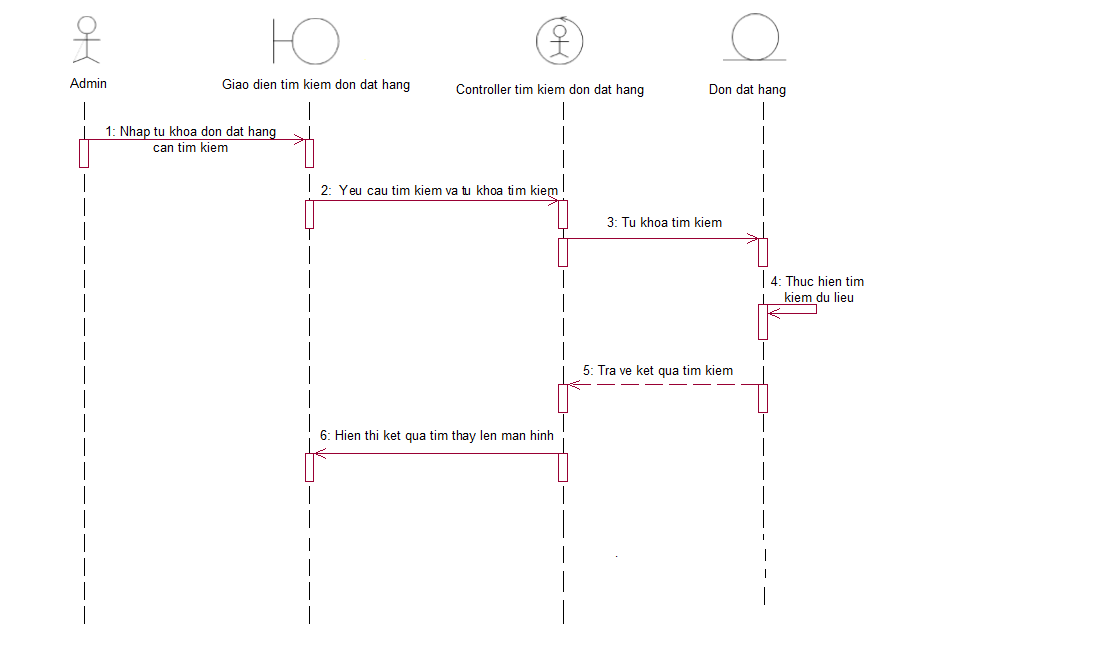 Admin
Giao dien tim kiem don dat hang
Controller tim kiem don dat hang
Don dat hang
1: Nhap tu khoa don dat hang
can tim kiem
2: Yeu cau tim kiem va tu khoa tim kiem
3: Tu khoa tim kiem
4: Thuc hien tim
kiem du lieu
5: Tra ve ket qua tim kiem
6: Hien thi ket qua tim thay len man hinh